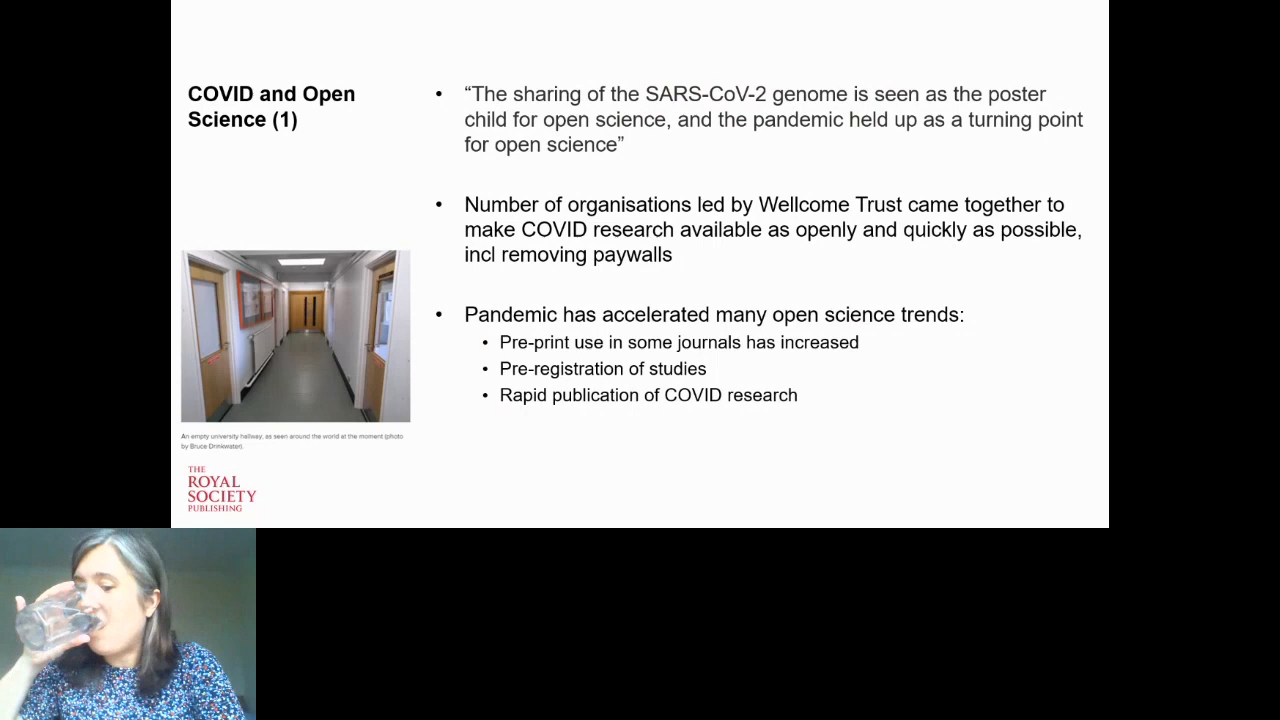 COVID and Open
Science (1)
• “The sharing of the SARS-CoV-2 genome is seen as the poster
child for open science, and the pandemic held up as a turning point
for open science”
• Number of organisations led by Wellcome Trust came together to
make COVID research available as openly and quickly as possible,
incl removing paywalls
• Pandemic has accelerated many open science trends:
• Pre-print use in some journals has increased
• Pre-registration of studies
• Rapid publication of COVID research
An empty university hallway, as seen around the world at the moment (photo
by Bruce Drinkwater).
THE
ROYAL
SOCIETY
PUBLISHING